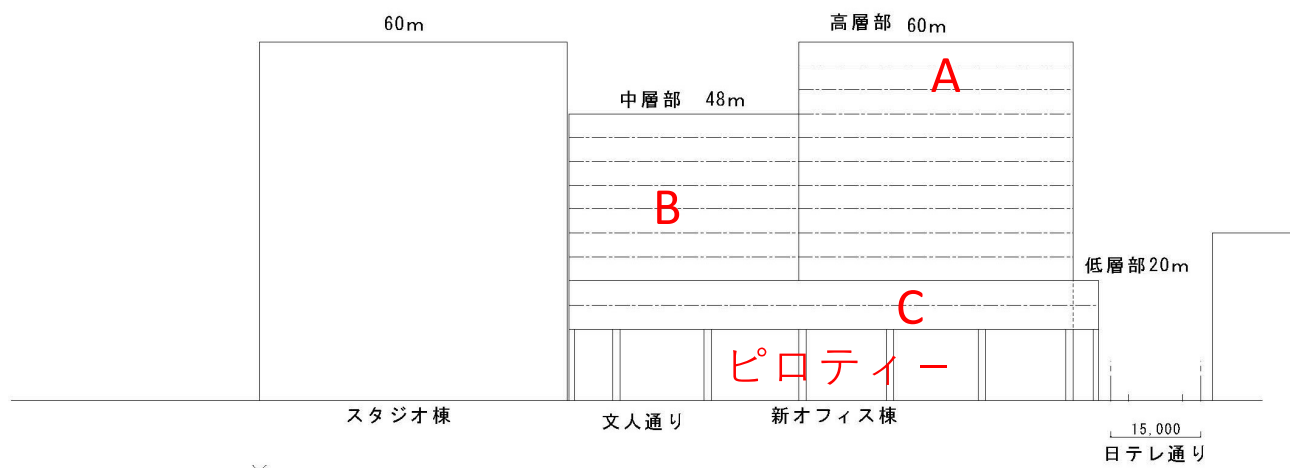 60m
高層部 60m
A
中層部 48m
B
低層部20m
C
ピロティー
スタジオ棟
文人通り
新オフィス棟
15,000
日テレ通り